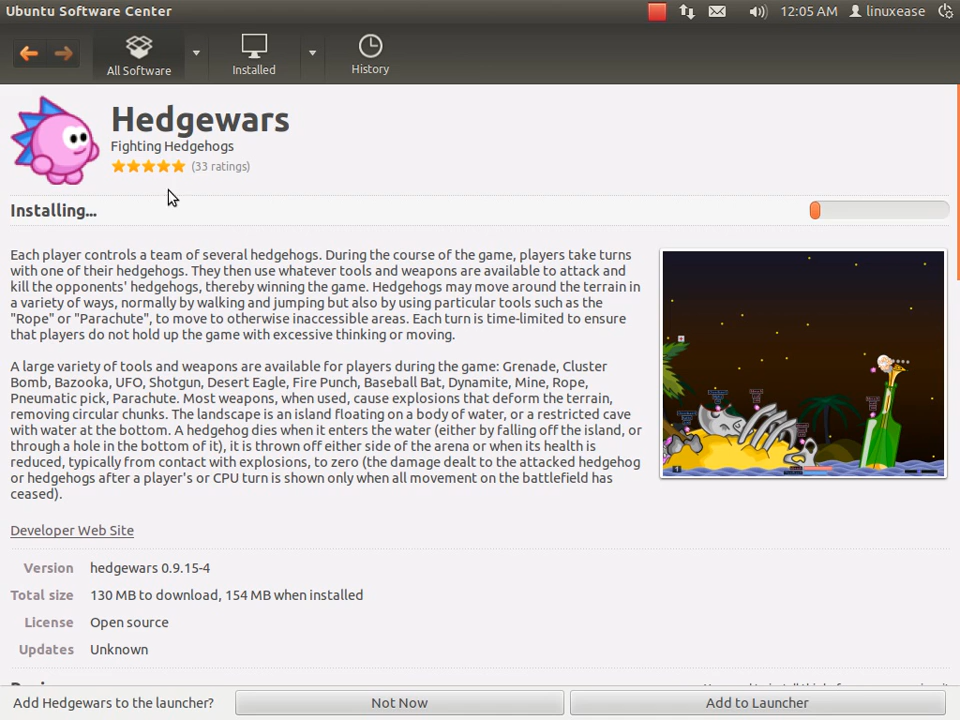 Ubuntu Software Center
12:05 AM linuxease
All Software
Installed
History
Hedgewars
Fighting Hedgehogs
(33 ratings)
Installing...
Each player controls a team of several hedgehogs. During the course of the game, players take turns
with one of their hedgehogs. They then use whatever tools and weapons are available to attack and
kill the opponents' hedgehogs, thereby winning the game. Hedgehogs may move around the terrain in
a variety of ways, normally by walking and jumping but also by using particular tools such as the
"Rope" or "Parachute", to move to otherwise inaccessible areas. Each turn is time-limited to ensure
that players do not hold up the game with excessive thinking or moving.
A large variety of tools and weapons are available for players during the game: Grenade, Cluster
Bomb, Bazooka, UFO, Shotgun, Desert Eagle, Fire Punch, Baseball Bat, Dynamite, Mine, Rope,
Pneumatic pick, Parachute. Most weapons, when used, cause explosions that deform the terrain,
removing circular chunks. The landscape is an island floating on a body of water, or a restricted cave
with water at the bottom. A hedgehog dies when it enters the water (either by falling off the island, or
through a hole in the bottom of it), it is thrown off either side of the arena or when its health is
reduced, typically from contact with explosions, to zero (the damage dealt to the attacked hedgehog
or hedgehogs after a player's or CPU turn is shown only when all movement on the battlefield has
ceased).
Developer Web Site
Version hedgewars 0.9.15-4
Total size 130 MB to download, 154 MB when installed
License Open source
Updates Unknown
Add Hedgewars to the launcher?
Not Now
Add to Launcher